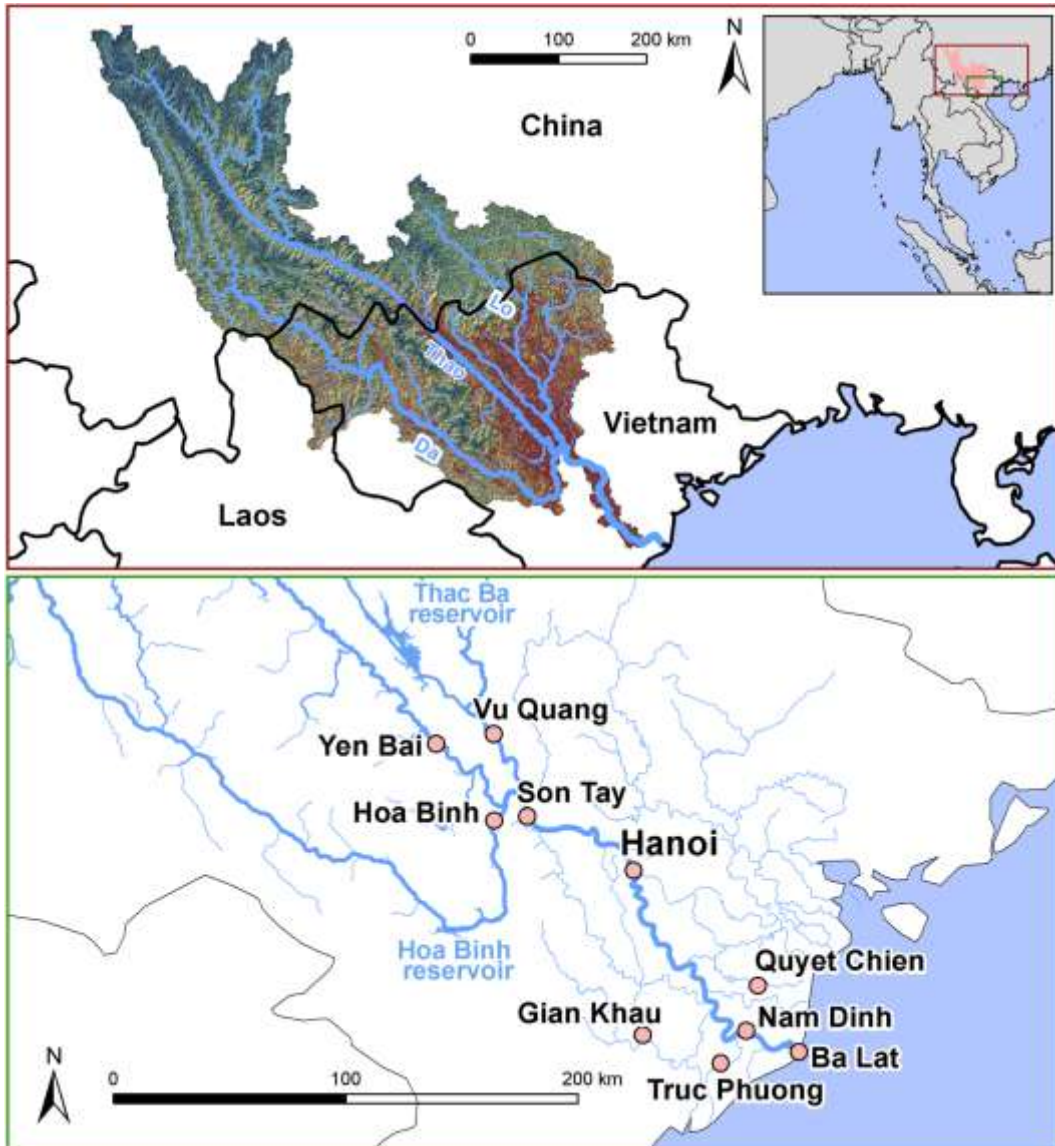 N
0 100 200 km
China
Lo
Thao
Da
Vietnam
Laos
Thac Ba
reservoir
Vu Quang
Yen Bai
Son Tay
Hoa Binh
Hanoi
Hoa Binh
reservoir
Quyet Chien
Gian Khau
Nam Dinh
Ba Lat
Truc Phuong
N
0 100 200 km